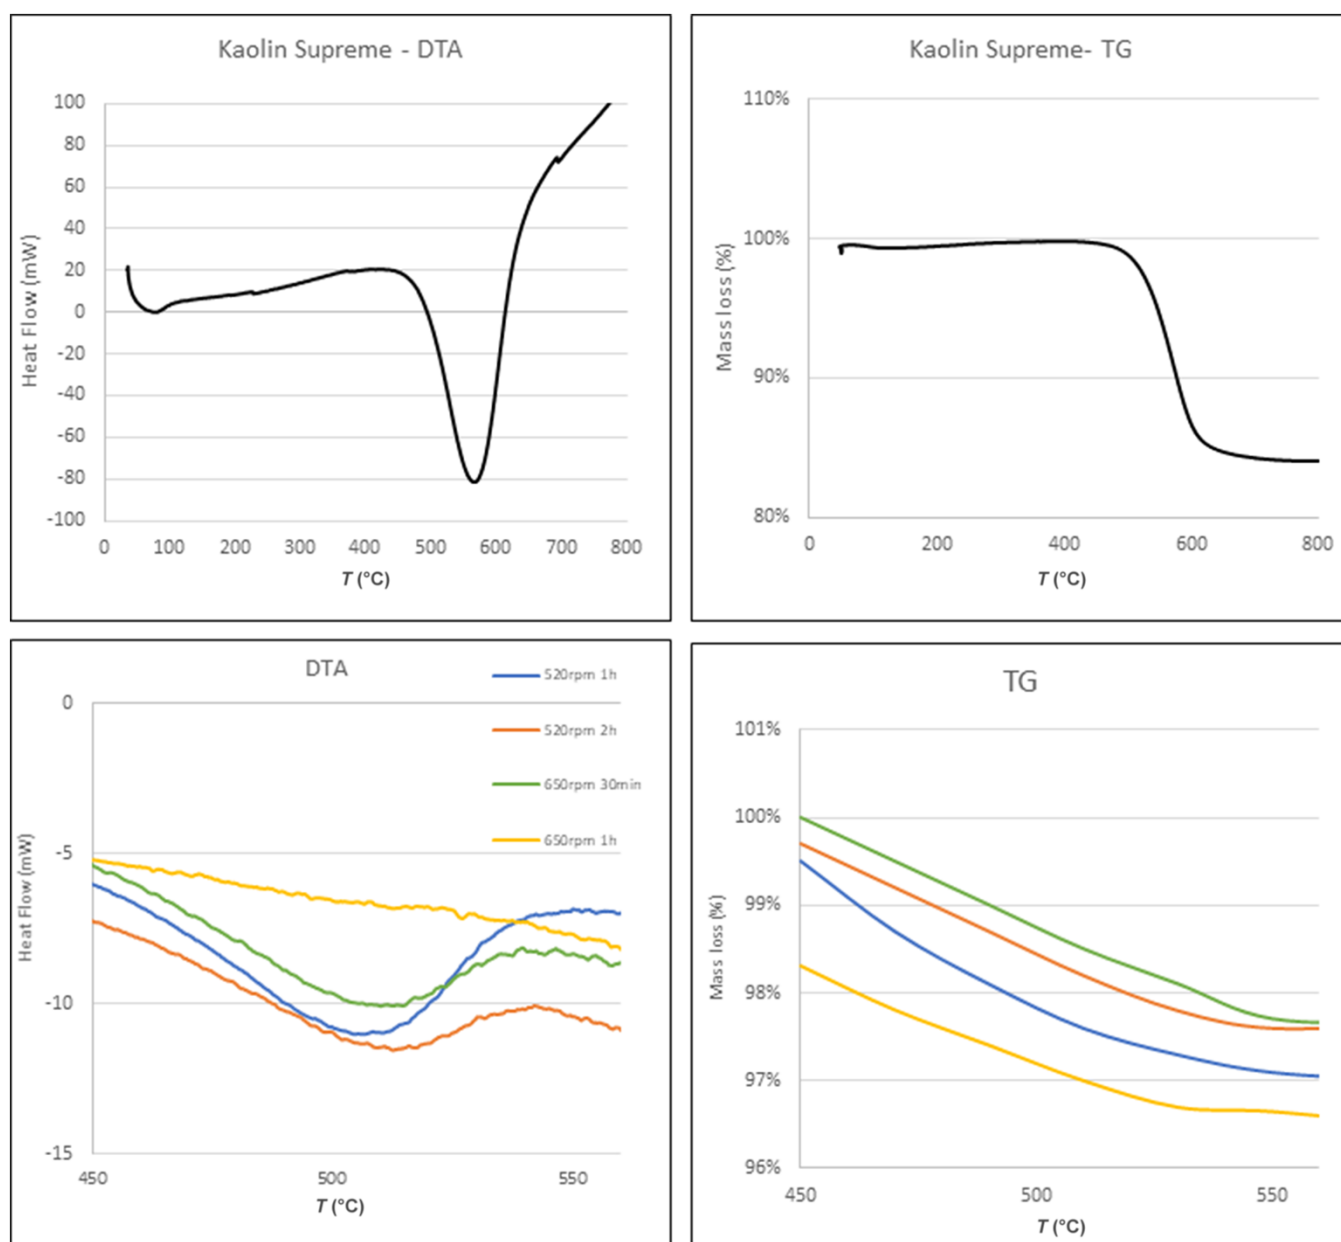 Kaolin Supreme - DTA
100
80
60
40
20
0
-20
-40
-60
-80
-100
Heat Flow (mW)
0 100 200 300 400 500 600 700 800
T (°C)
Kaolin Supreme- TG
110%
100%
90%
80%
Mass loss (%)
0 200 400 600 800
T (°C)
DTA
520rpm 1h
520rpm 2h
650rpm 30min
650rpm 1h
0
-5
-10
-15
Heat Flow (mW)
450 500 550
T (°C)
TG
101%
100%
99%
98%
97%
96%
Mass loss (%)
450 500 550
T (°C)